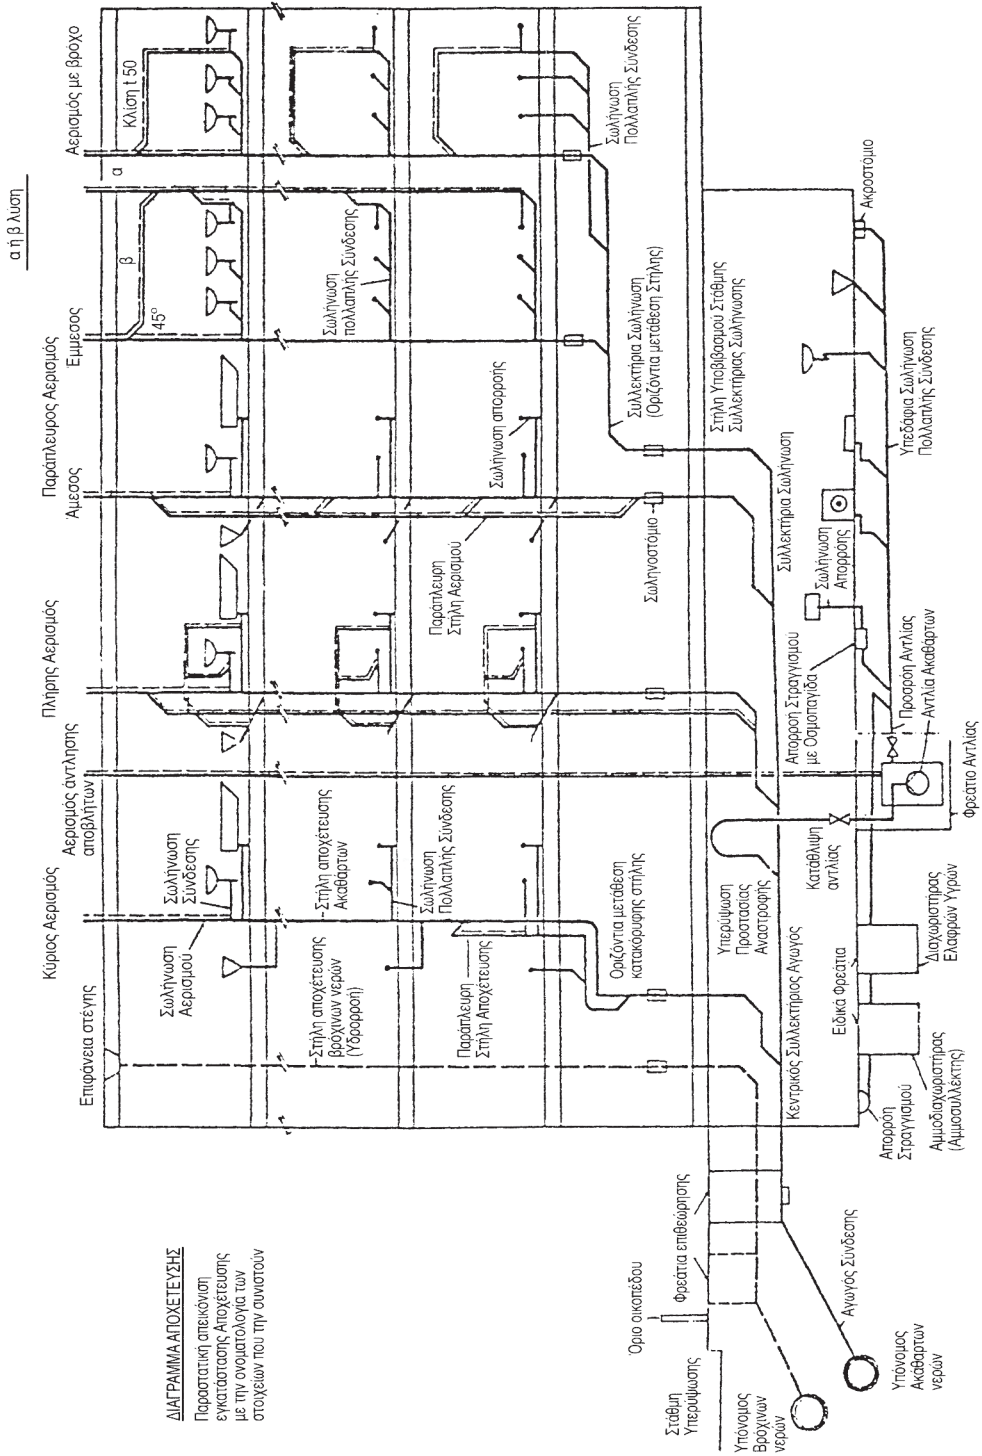 ΔΙΑΓΡΑΜΜΑ ΑΠΟΧΕΤΕΥΣΗΣ
Παραστατική απεικόνιση
εγκατάστασης Αποχέτευσης
με την ονοματολογία των
στοιχείων που την συνιστούν
α ή β λυση
Επιφάνεια στέγης
Κύριος Αερισμός
Αερισμός άντλησης
αποβλήτων
Πλήρης Αερισμός
Παράπλευρος Αερισμός
Άμεσος
Έμμεσος
Αερισμός με βρόχο
α
β
45°
Κλίση t 50
Σωλήνωση
Αερισμού
Σωλήνωση
Σύνδεσης
Στήλη αποχέτευσης
βρόχινων νερών
(Υδρορροή)
Στήλη αποχέτευσης
Ακαθάρτων
Σωλήνωση
Πολλαπλής Σύνδεσης
Σωλήνωση
πολλαπλής Σύνδεσης
Παράπλευρη
Στήλη Αποχέτευσης
Παράπλευρη
Στήλη Αερισμού
Σωλήνωση απορροής
Σωλήνωση
Πολλαπλής Σύνδεσης
Οριζόντια μετάθεση
κατακόρυφης στήλης
Σωληνοστόμιο
Συλλεκτήρια Σωλήνωση
(Οριζόντια μετάθεση Στήλης)
Στήλη Υποβιβασμού Στάθμης
Συλλεκτήριας Σωλήνωσης
Όριο οικοπέδου
Φρεάτια επιθεώρησης
Στάθμη
Υπερύψωσης
Υπόνομος
Βρόχινων
νερών
Υπόνομος
Ακάθαρτων
νερών
Αγωγός Σύνδεσης
Κεντρικός Συλλεκτήριος Αγωγός
Υπερύψωση
Προστασίας
Αναστροφής
Απορροή Στραγγισμου
με Οσμοπαγίδα
Συλλεκτήρια Σωλήνωση
Σωλήνωση
Απορροής
Κατάθλιψη
αντλίας
Ειδικά Φρεάτια
Απορροή
Στραγγισμού
Αμμοδιαχωριστήρας
(Αμμοσυλλέκτης)
Διαχωριστήρας
Ελαφρών Υγρών
Φρεάτιο Αντλίας
Προσρόη Αντλίας
Αντλία Ακαθάρτων
Υπεδάφια Σωλήνωση
Πολλαπλής Σύνδεσης
Ακροστόμιο